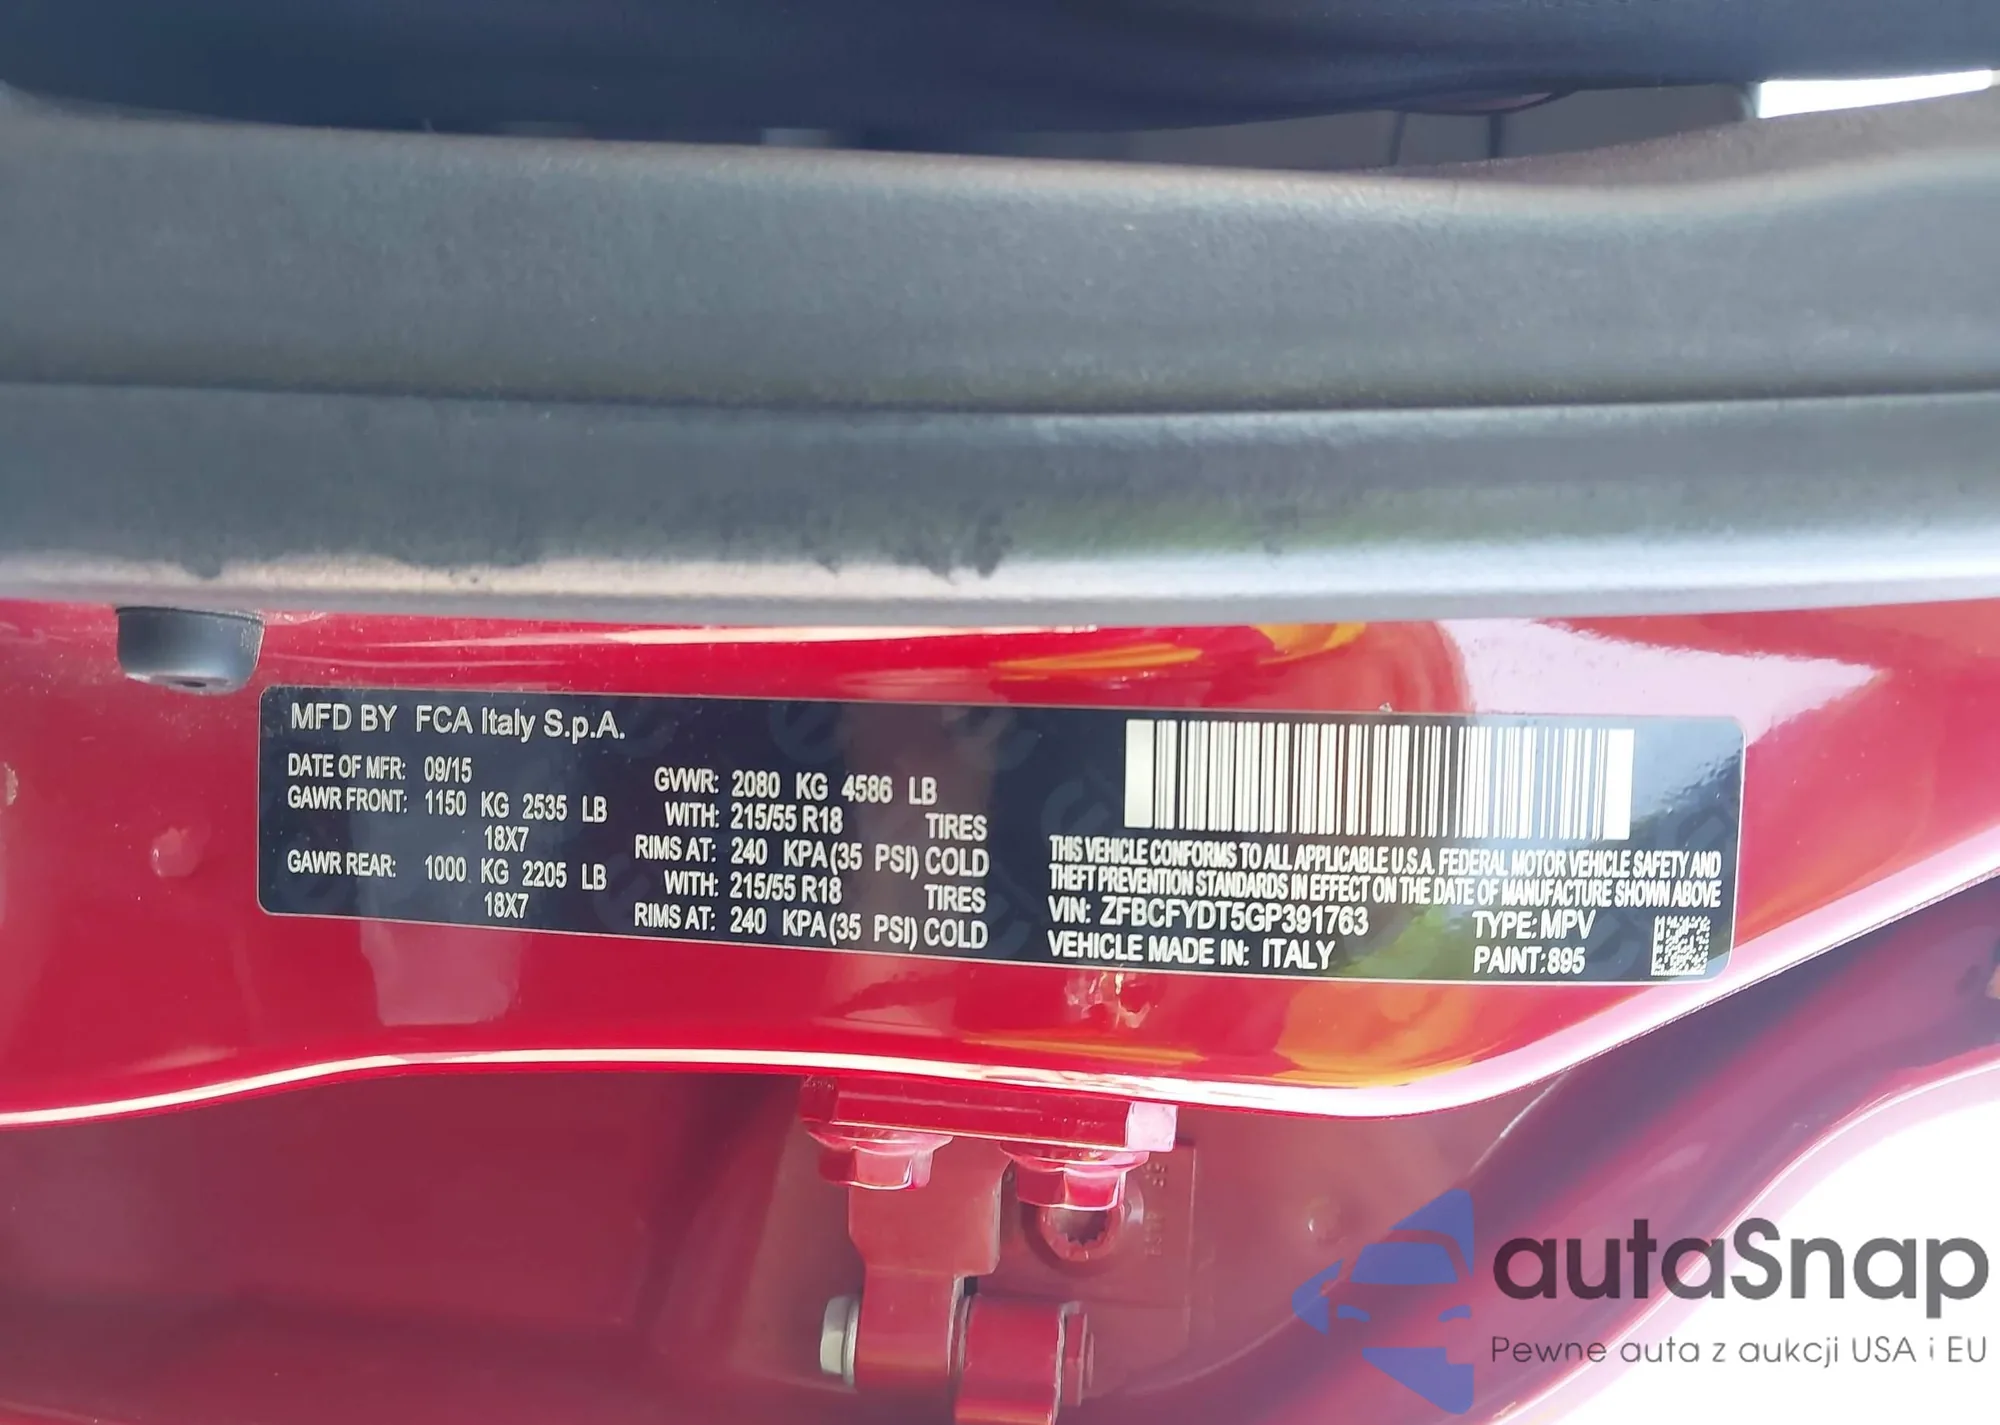 MFD BY FCA Italy S.p.A.
DATE OF MFR: 09/15
GAWR FRONT: 1150 KG 2535 LB
18X7
GAWR REAR: 1000 KG 2205 LB
18X7
GVWR: 2080 KG 4586 LB
WITH: 215/55 R18 TIRES
RIMS AT: 240 KPA(35 PSI) COLD
WITH: 215/55 R18 TIRES
RIMS AT: 240 KPA(35 PSI) COLD
THIS VEHICLE CONFORMS TO ALL APPLICABLE U.S.A. FEDERAL MOTOR VEHICLE SAFETY AND
THEFT PREVENTION STANDARDS IN EFFECT ON THE DATE OF MANUFACTURE SHOWN ABOVE
VIN: ZFBCFYDT5GP391763 TYPE: MPV
VEHICLE MADE IN: ITALY PAINT: 895
autaSnap
Pewne auta z aukcji USA i EU